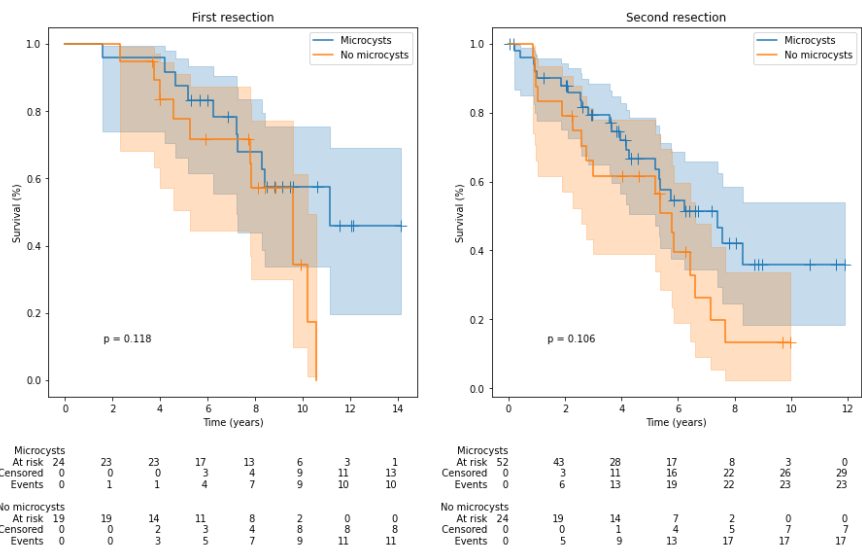 First resection
Microcysts
No microcysts
1.0
0.8
0.6
0.4
0.2
0.0
Survival (%)
p = 0.118
0 2 4 6 8 10 12 14
Time (years)
Microcysts
At risk 24 23 23 17 13 6 3 1
Censored 0 0 0 3 4 9 11 13
Events 0 1 1 4 7 9 10 10
No microcysts
At risk 19 19 14 11 8 2 0 0
Censored 0 0 2 3 4 8 8 8
Events 0 0 3 5 7 9 11 11
Second resection
Microcysts
No microcysts
1.0
0.8
0.6
0.4
0.2
0.0
Survival (%)
p = 0.106
0 2 4 6 8 10 12
Time (years)
Microcysts
At risk 52 43 28 17 8 3 0
Censored 0 3 11 16 22 26 29
Events 0 6 13 19 22 23 23
No microcysts
At risk 24 19 14 7 2 0 0
Censored 0 0 1 4 5 7 7
Events 0 5 9 13 17 17 17